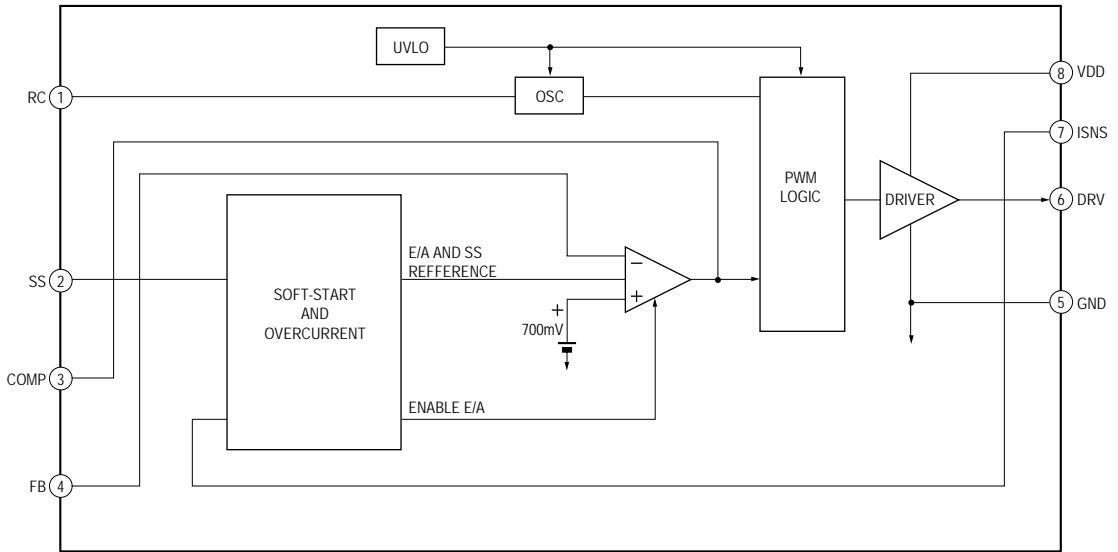 UVLO
RC 1
OSC
8 VDD
7 ISNS
PWM
LOGIC
DRIVER
6 DRV
E/A AND SS
REFFERENCE
−
SS 2
SOFT-START
AND
OVERCURRENT
+
+
700mV
5 GND
COMP 3
ENABLE E/A
FB 4